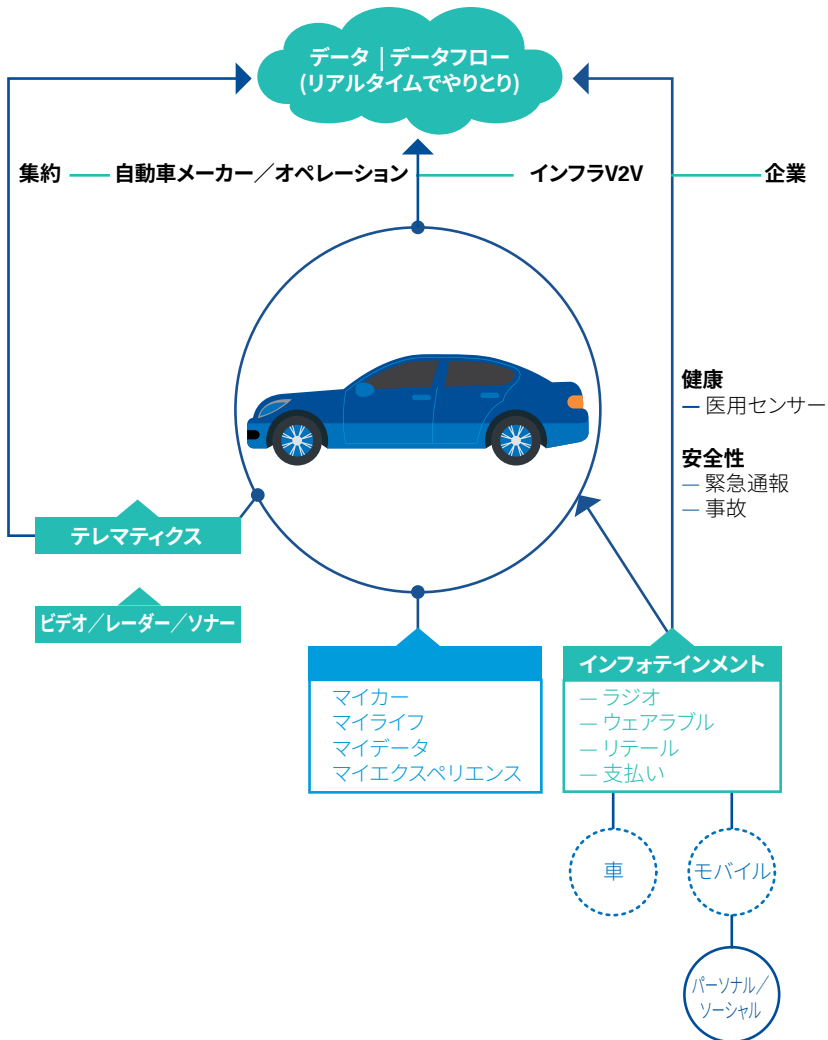 データ | データフロー
(リアルタイムでやりとり)
集約 自動車メーカー／オペレーション インフラV2V 企業
健康
— 医用センサー
安全性
— 緊急通報
— 事故
テレマティクス
ビデオ／レーダー／ソナー
マイカー
マイライフ
マイデータ
マイエクスペリエンス
インフォテインメント
— ラジオ
— ウェアラブル
— リテール
— 支払い
車
モバイル
パーソナル／
ソーシャル